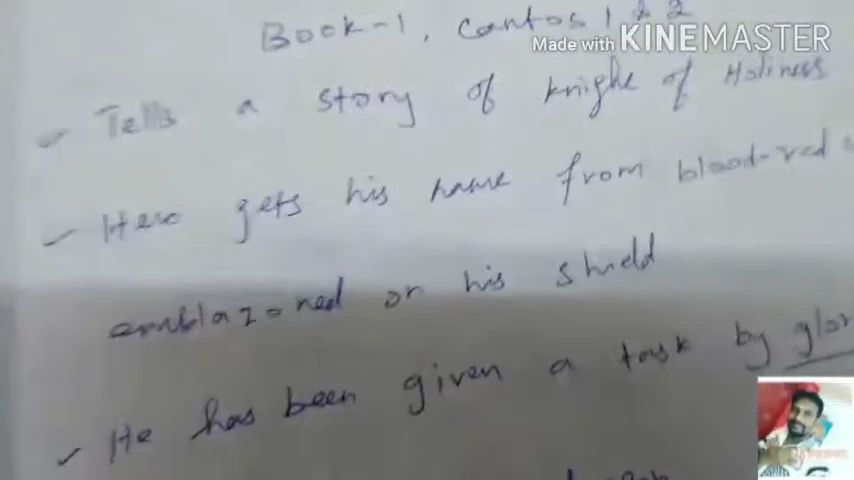 Book-1, Cantos 1 & 2
Made with KINEMASTER
Tells a story of knight of Holiness
Hero gets his name from blood-red
emblazoned on his shield
He has been given a task by glor